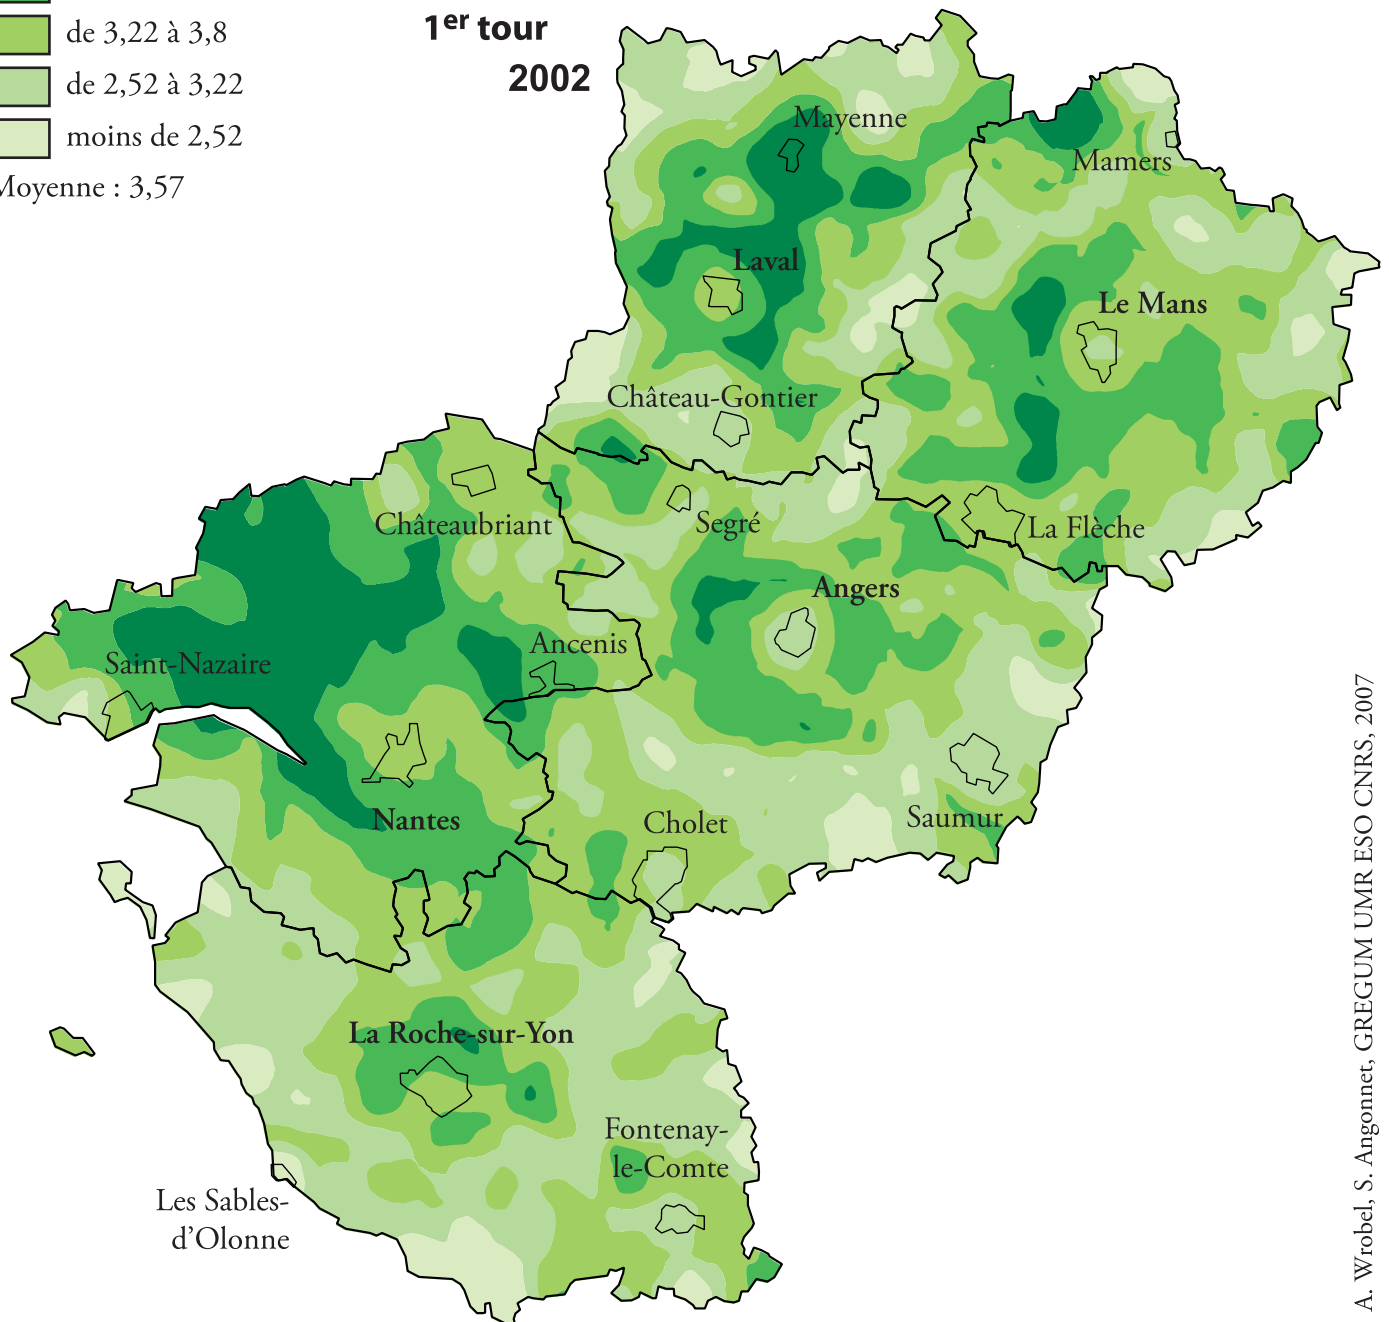 de 3,22 à 3,8
de 2,52 à 3,22
moins de 2,52
Moyenne : 3,57
1er tour
2002
Mayenne
Mamers
Laval
Le Mans
Château-Gontier
Châteaubriant
Segré
La Flèche
Angers
Ancenis
Saint-Nazaire
Nantes
Cholet
Saumur
La Roche-sur-Yon
Fontenay-
le-Comte
Les Sables-
d'Olonne
A. Wrobel, S. Angonnet, GREGUM UMR ESO CNRS, 2007